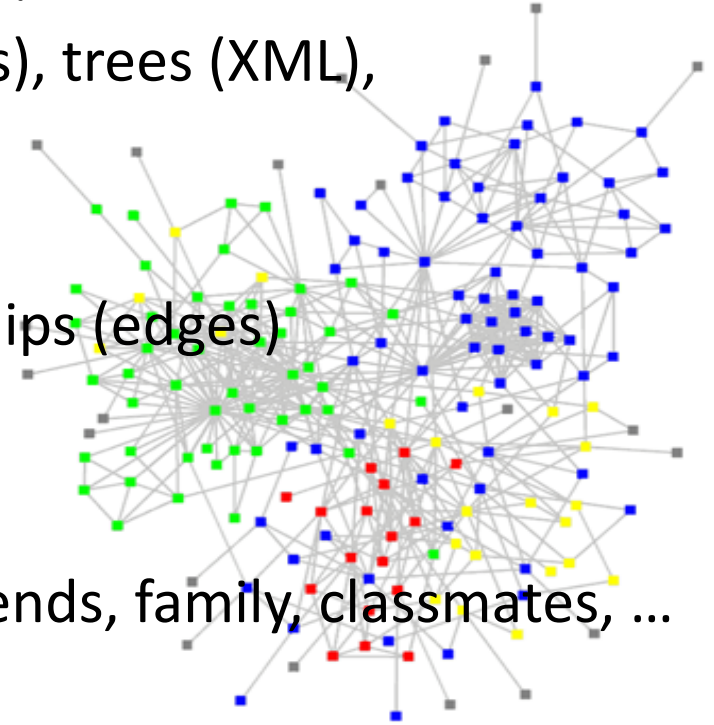 s), trees (XML),
ips (edges)
ends, family, classmates, ...